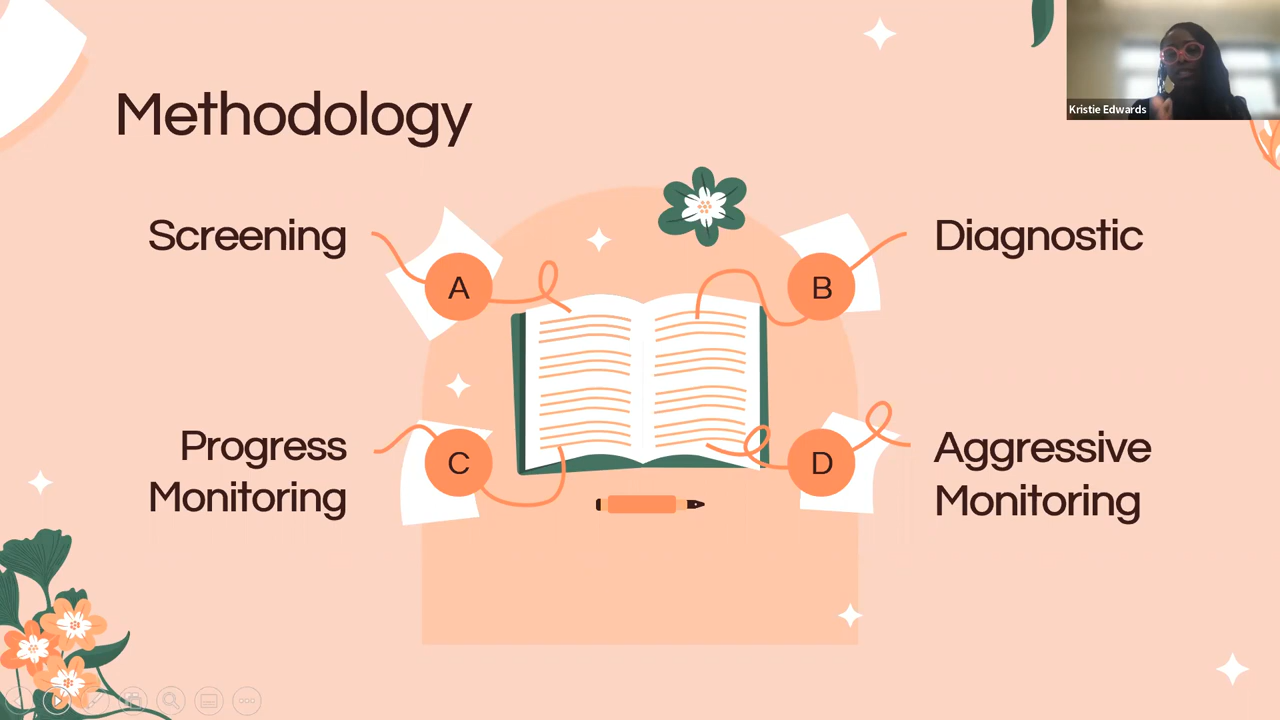 Methodology
Kristie Edwards
Screening
A
B
Diagnostic
Progress
Monitoring
C
D
Aggressive
Monitoring